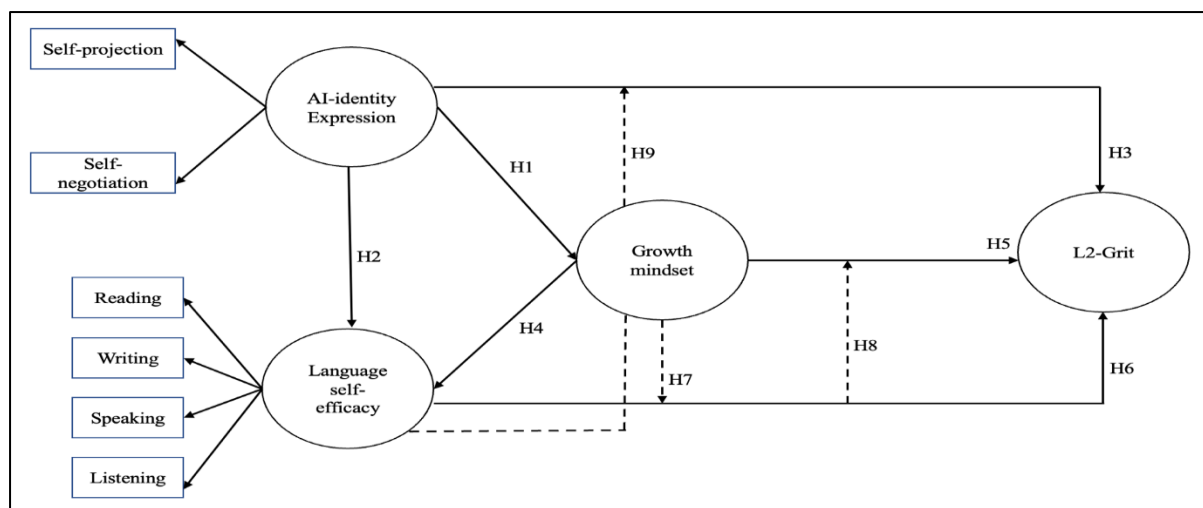 Self-projection
AI-identity
Expression
H9
H1
H3
Self-
negotiation
H2
Growth
mindset
H5
L2-Grit
Reading
H4
Writing
Language
self-
efficacy
H7
H8
H6
Speaking
Listening